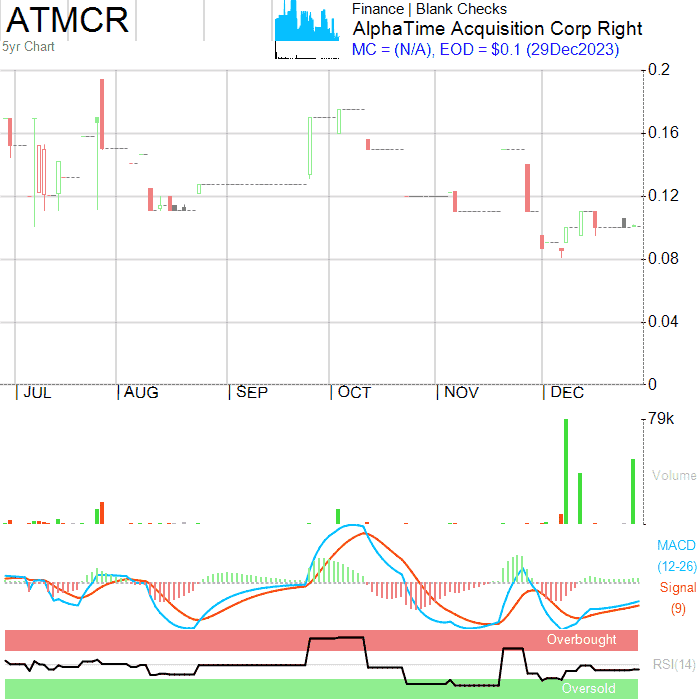 ATMCR
5yr Chart
Finance | Blank Checks
AlphaTime Acquisition Corp Right
MC = (N/A), EOD = $0.1 (29Dec2023)
0.2
0.16
0.12
0.08
0.04
0
JUL AUG SEP OCT NOV DEC
79k
Volume
MACD
(12-26)
Signal
(9)
Overbought
RSI(14)
Oversold